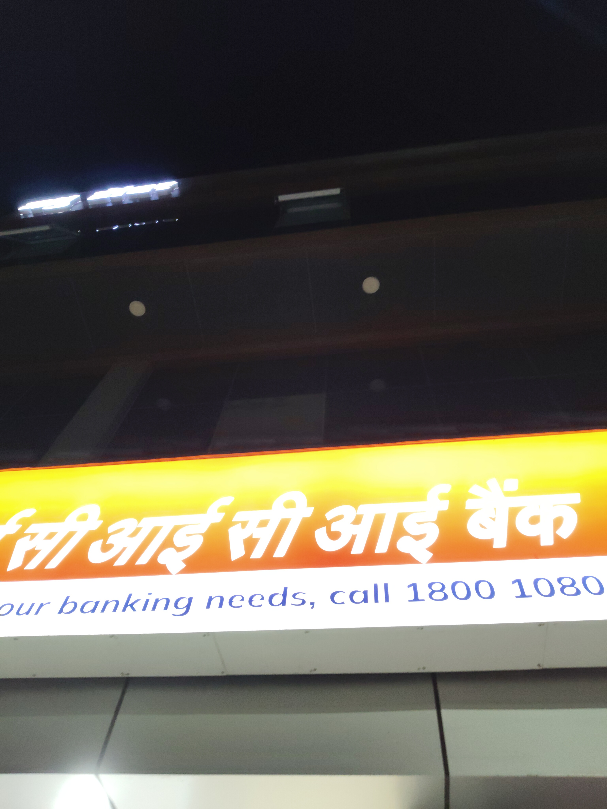 सी आई सी आई बैंक
our banking needs, call 1800 1080